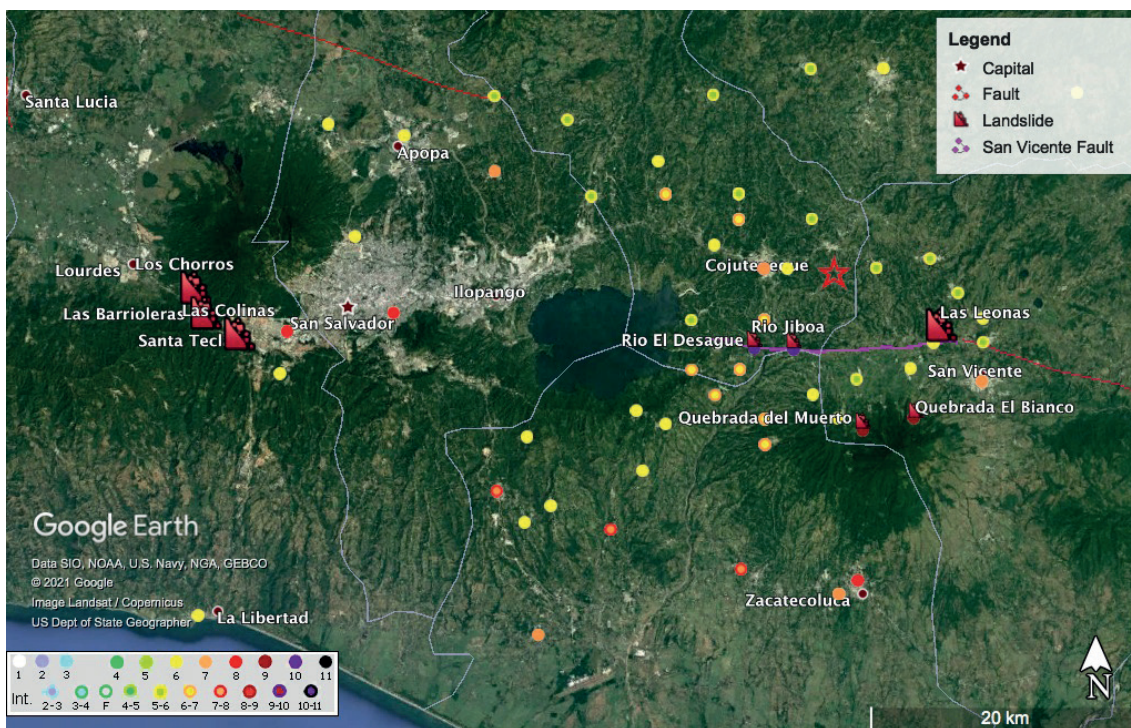 Legend
Capital
Fault
Landslide
San Vicente Fault
Santa Lucia
Apopa
Lourdes
Los Chorros
Las Barrioleras
Las Colinas
Santa Tecl
San Salvador
Ilopango
Cojutepeque
Rio El Desague
Rio Jiboa
Las Leonas
San Vicente
Quebrada del Muerto
Quebrada El Bianco
Zacatecoluca
La Libertad
Google Earth
Data SIO, NOAA, U.S. Navy, NGA, GEBCO
© 2021 Google
Image Landsat / Copernicus
US Dept of State Geographer
1 2 3 4 5 6 7 8 9 10 11
Int. 2-3 3-4 F 4-5 5-6 6-7 7-8 8-9 9-10 10-11
N
20 km